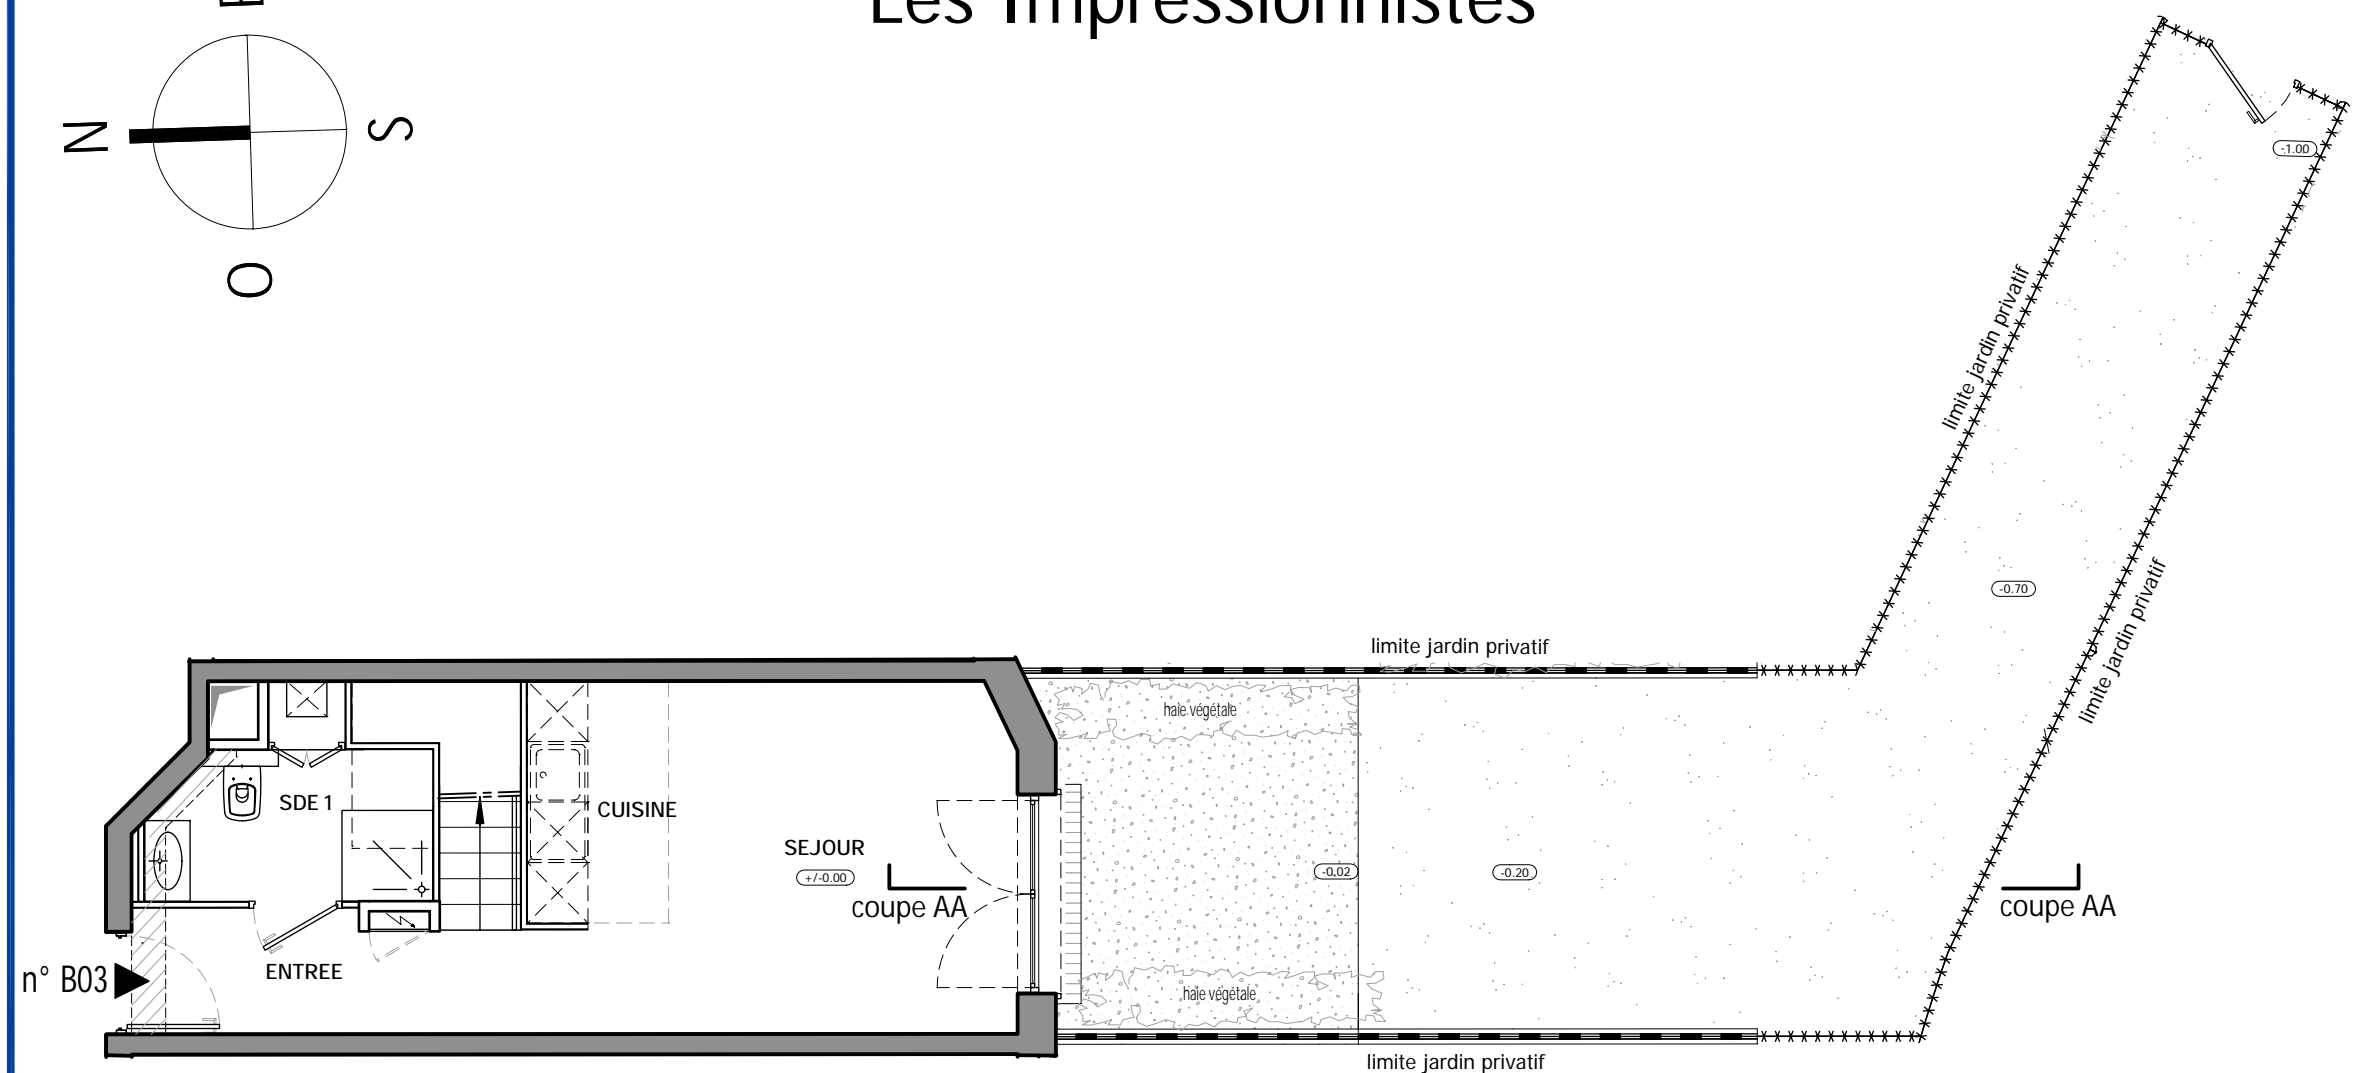 Les Impressionnistes
E
N
S
O
-1.00
limite jardin privatif
-0.70
limite jardin privatif
limite jardin privatif
haie végétale
SDE 1
CUISINE
SEJOUR
+/-0.00
-0.02
-0.20
coupe AA
coupe AA
ENTREE
n° B03
haie végétale
limite jardin privatif